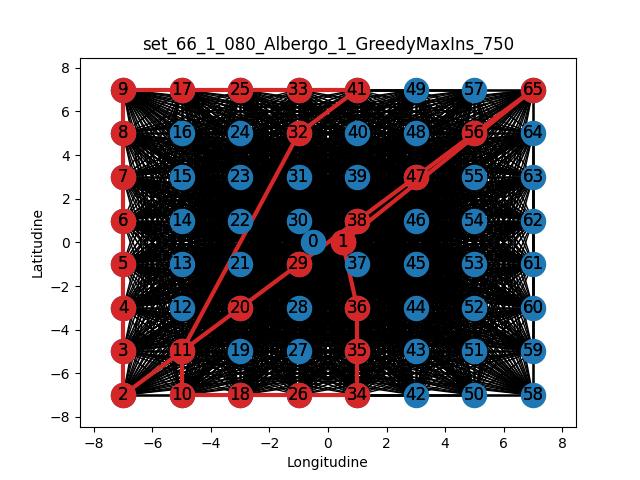 set_66_1_080_Albergo_1_GreedyMaxIns_750
8
6
4
2
0
−2
−4
−6
−8
Latitudine
9 17 25 33 41 49 57 65
8 16 24 32 40 48 56 64
7 15 23 31 39 47 55 63
6 14 22 30 38 46 54 62
0 1
5 13 21 29 37 45 53 61
4 12 20 28 36 44 52 60
3 11 19 27 35 43 51 59
2 10 18 26 34 42 50 58
−8 −6 −4 −2 0 2 4 6 8
Longitudine